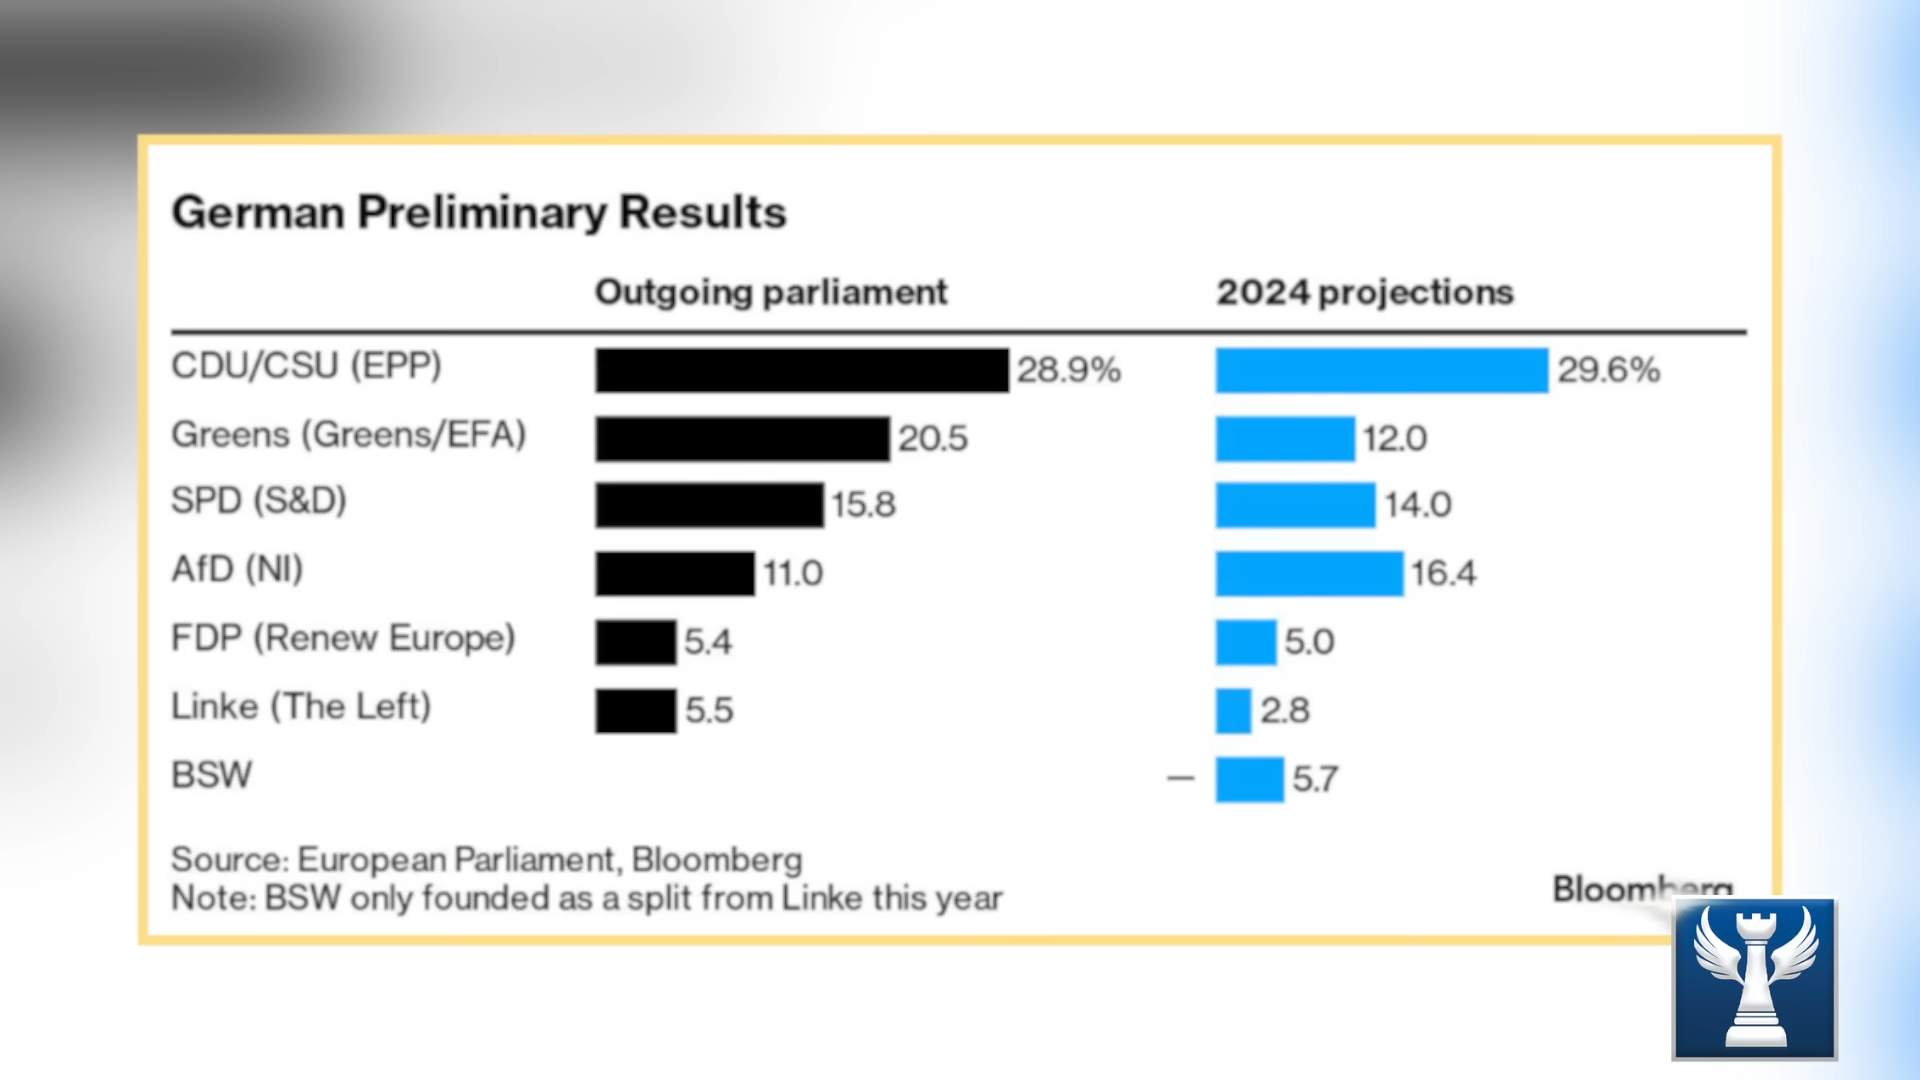 German Preliminary Results
Outgoing parliament 2024 projections
CDU/CSU (EPP) 28.9% 29.6%
Greens (Greens/EFA) 20.5 12.0
SPD (S&D) 15.8 14.0
AfD (NI) 11.0 16.4
FDP (Renew Europe) 5.4 5.0
Linke (The Left) 5.5 2.8
BSW — 5.7
Source: European Parliament, Bloomberg
Note: BSW only founded as a split from Linke this year
Bloomberg